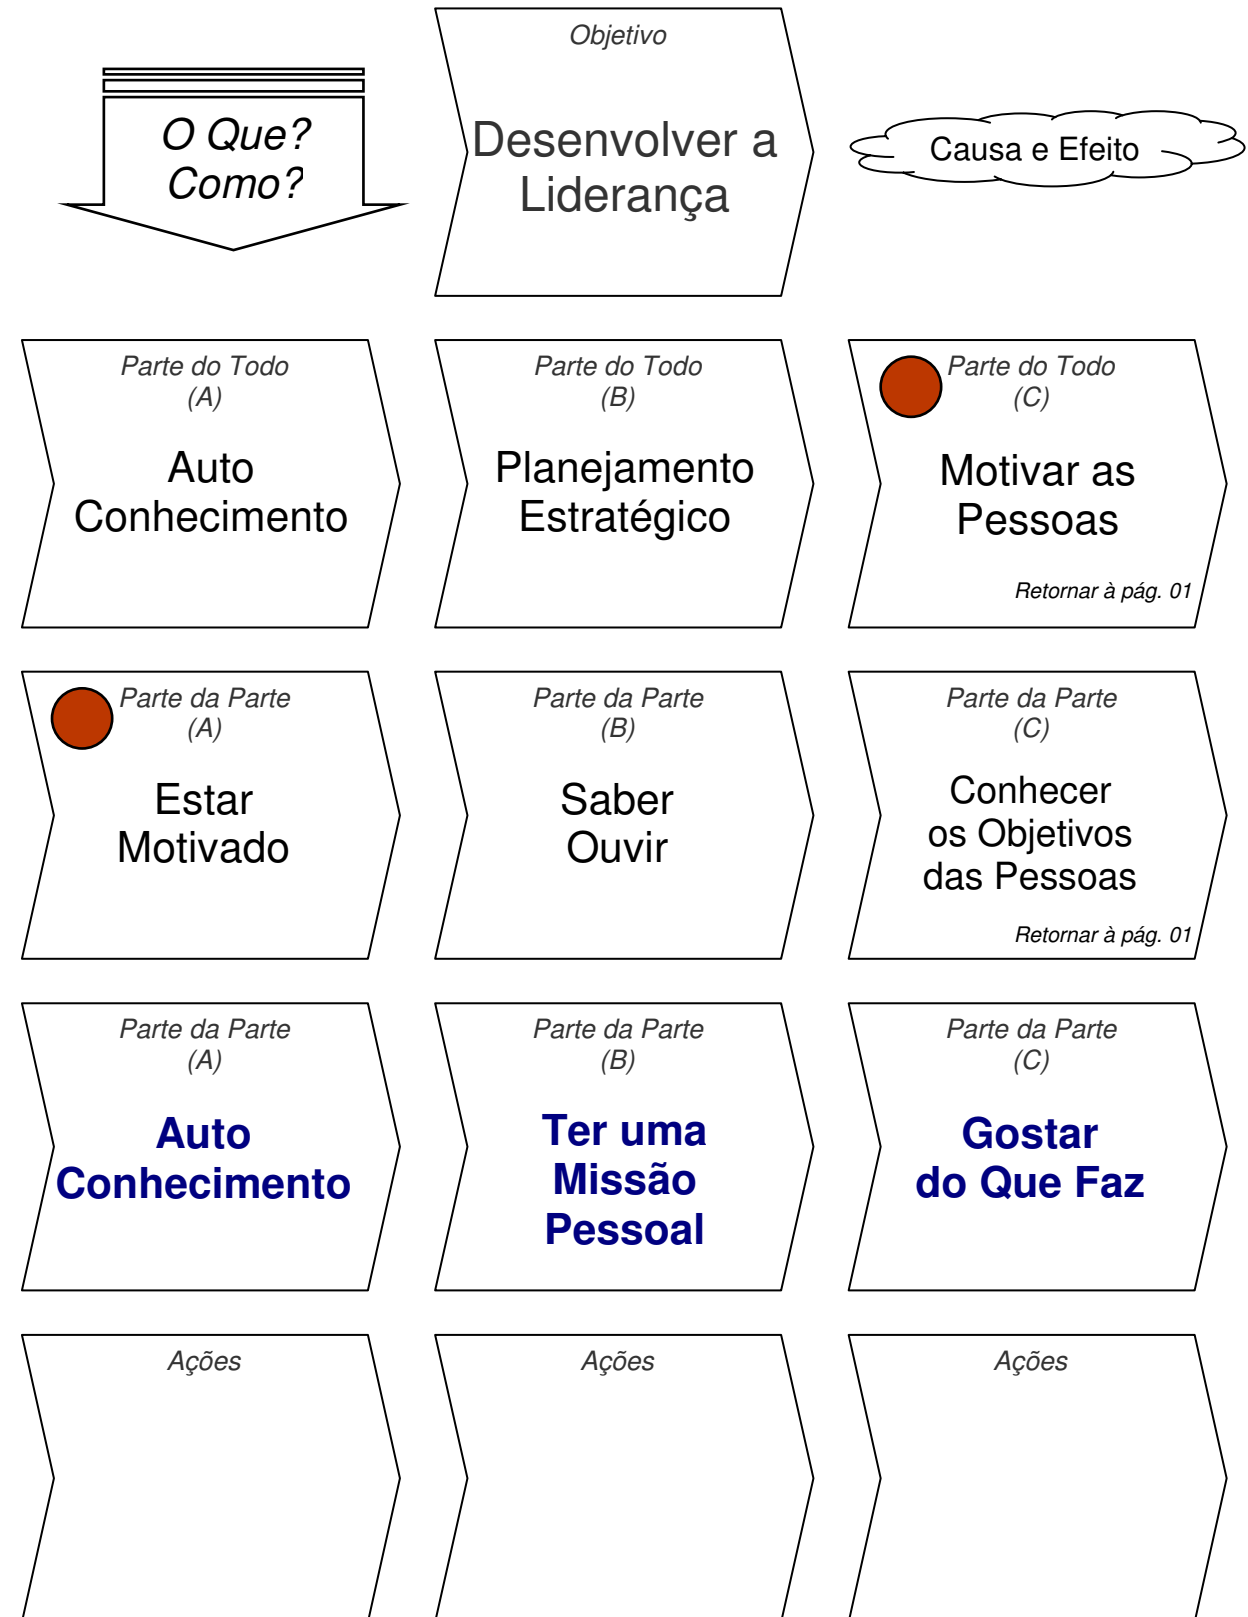 Objetivo
O Que?
Como?
Desenvolver a
Liderança
Causa e Efeito
Parte do Todo
(A)
Auto
Conhecimento
Parte do Todo
(B)
Planejamento
Estratégico
Parte do Todo
(C)
Motivar as
Pessoas
Retornar à pág. 01
Parte da Parte
(A)
Estar
Motivado
Parte da Parte
(B)
Saber
Ouvir
Parte da Parte
(C)
Conhecer
os Objetivos
das Pessoas
Retornar à pág. 01
Parte da Parte
(A)
Auto
Conhecimento
Parte da Parte
(B)
Ter uma
Missão
Pessoal
Parte da Parte
(C)
Gostar
do Que Faz
Ações
Ações
Ações